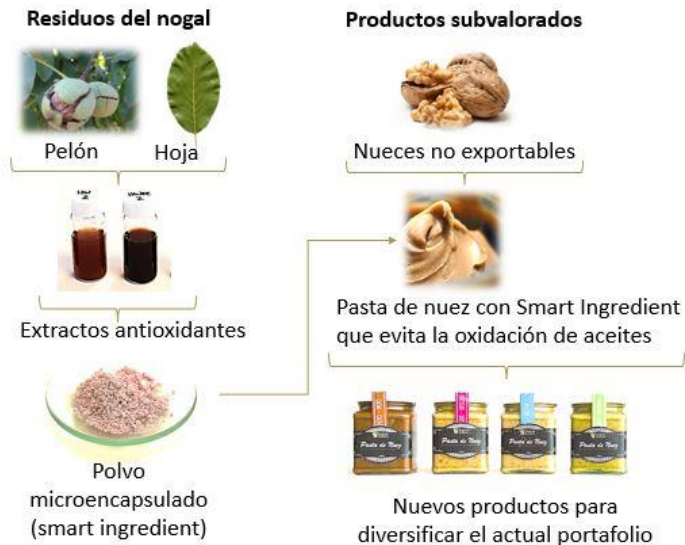 Residuos del nogal
Pelón
Hoja
Extractos antioxidantes
Polvo
microencapsulado
(smart ingredient)
Productos subvalorados
Nueces no exportables
Pasta de nuez con Smart Ingredient
que evita la oxidación de aceites
Pasta de Nuez
Pasta de Nuez
Pasta de Nuez
Pasta de Nuez
Nuevos productos para
diversificar el actual portafolio